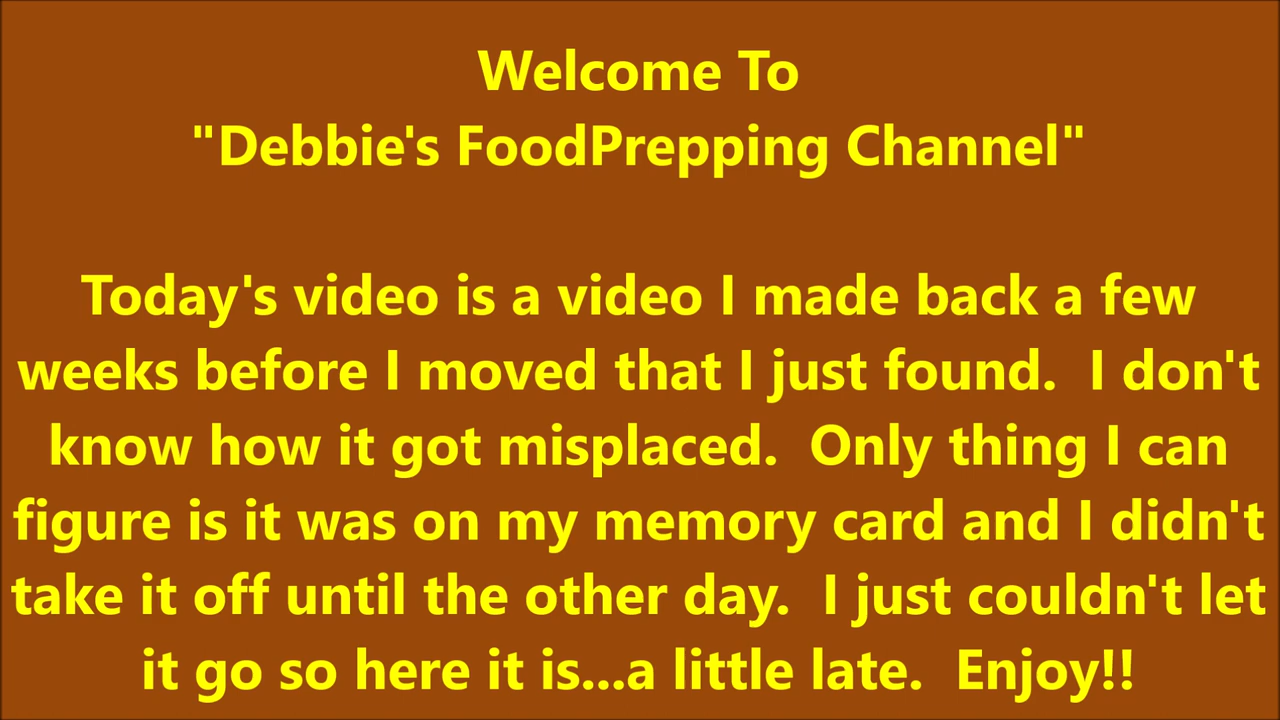 Welcome To
"Debbie's FoodPrepping Channel"
Today's video is a video I made back a few
weeks before I moved that I just found.  I don't
know how it got misplaced.  Only thing I can
figure is it was on my memory card and I didn't
take it off until the other day.  I just couldn't let
it go so here it is...a little late.  Enjoy!!